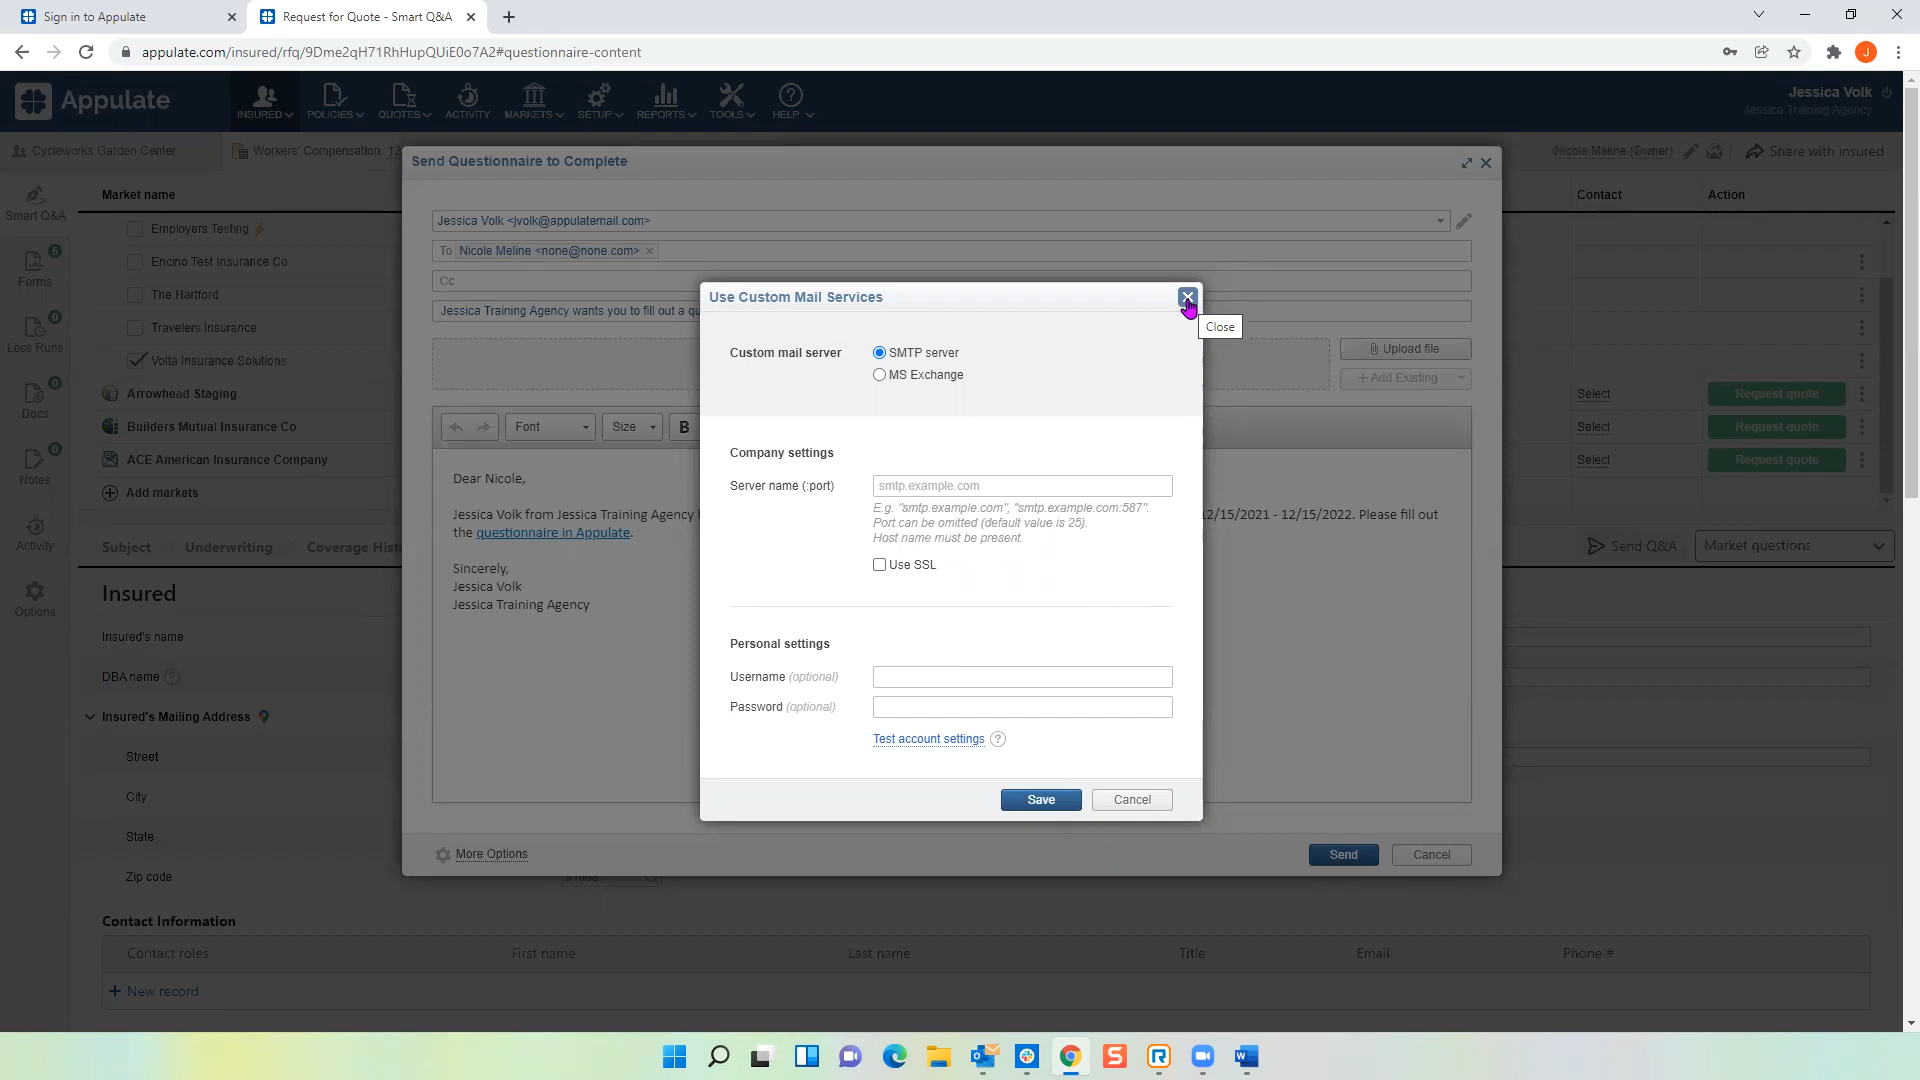 Sign in to Appulate
Request for Quote - Smart Q&A
appulate.com/insured/rfq/9Dme2qH71RhHupQUiE0o7A2#questionnaire-content
J
Appulate
INSURED
POLICIES
QUOTES
ACTIVITY
MARKETS
SETUP
REPORTS
TOOLS
HELP
Jessica Volk
Jessica Training Agency
Cycleworks Garden Center
Workers' Compensation 12
Nicole Meline (Owner)
Share with insured
Send Questionnaire to Complete
Smart Q&A
Forms 5
Loss Runs 0
Docs 0
Notes 0
Activity
Options
Market name
Contact
Action
Employers Testing
Encino Test Insurance Co
The Hartford
Travelers Insurance
Volta Insurance Solutions
Arrowhead Staging
Select
Request quote
Builders Mutual Insurance Co
Select
Request quote
ACE American Insurance Company
Select
Request quote
Add markets
Jessica Volk <jvolk@appulatemail.com>
To Nicole Meline <none@none.com>
Cc
Jessica Training Agency wants you to fill out a qu
Upload file
+ Add Existing
Font
Size
B
Dear Nicole,
Jessica Volk from Jessica Training Agency
12/15/2021 - 12/15/2022. Please fill out
the questionnaire in Appulate.
Sincerely,
Jessica Volk
Jessica Training Agency
More Options
Send
Cancel
Use Custom Mail Services
Close
Custom mail server
SMTP server
MS Exchange
Company settings
Server name (:port)
smtp.example.com
E.g. "smtp.example.com", "smtp.example.com:587".
Port can be omitted (default value is 25).
Host name must be present.
Use SSL
Personal settings
Username (optional)
Password (optional)
Test account settings
Save
Cancel
Subject
Underwriting
Coverage Hist
Send Q&A
Market questions
Insured
Insured's name
DBA name
Insured's Mailing Address
Street
City
State
Zip code
Contact Information
Contact roles
First name
Last name
Title
Email
Phone #
+ New record